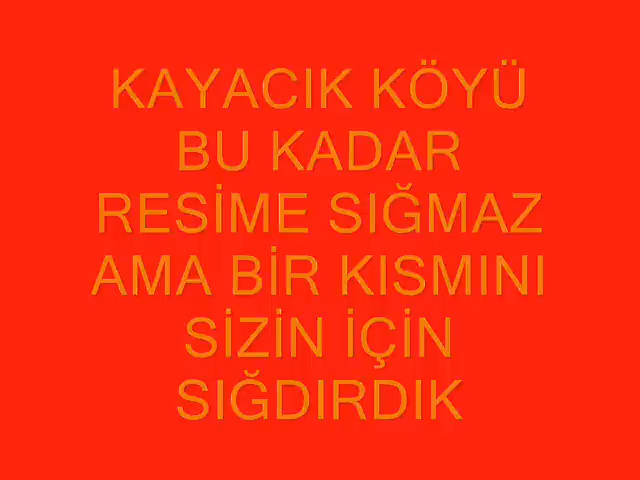 KAYACIK KÖYÜ
BU KADAR
RESİME SIĞMAZ
AMA BİR KISMINI
SİZİN İÇİN
SIĞDIRDIK